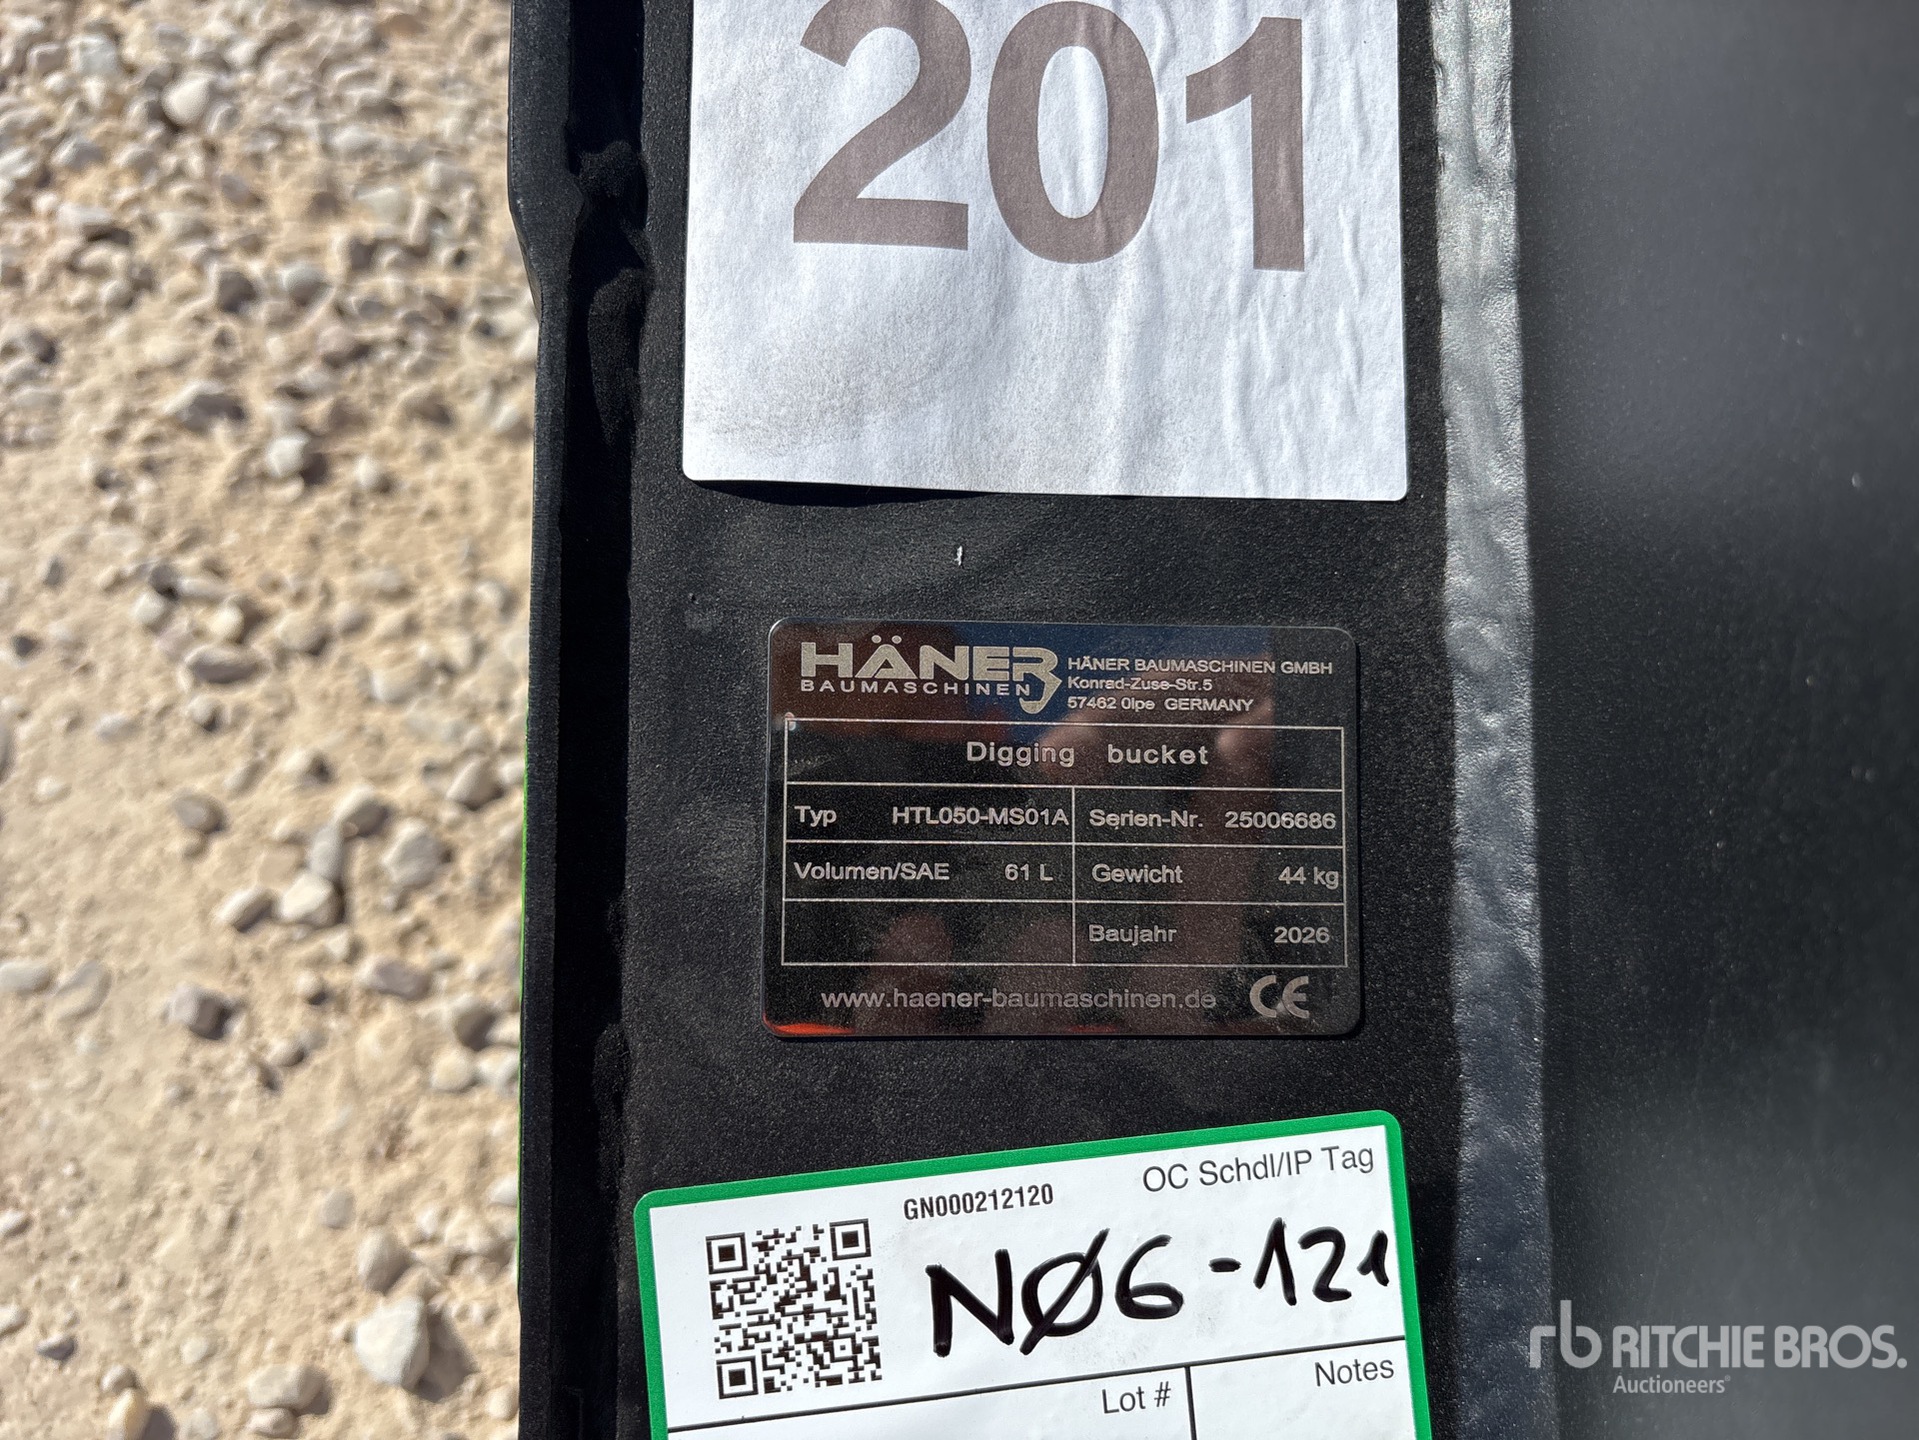 201
HÄNER
BAUMASCHINEN
HÄNER BAUMASCHINEN GMBH
Konrad-Zuse-Str.5
57462 Olpe GERMANY
Digging bucket
Typ HTL050-MS01A Serien-Nr. 25006686
Volumen/SAE 61 L Gewicht 44 kg
Baujahr 2026
www.haener-baumaschinen.de CE
OC Schdl/IP Tag
GN000212120
NØ6-121
Lot # Notes
rb RITCHIE BROS.
Auctioneers